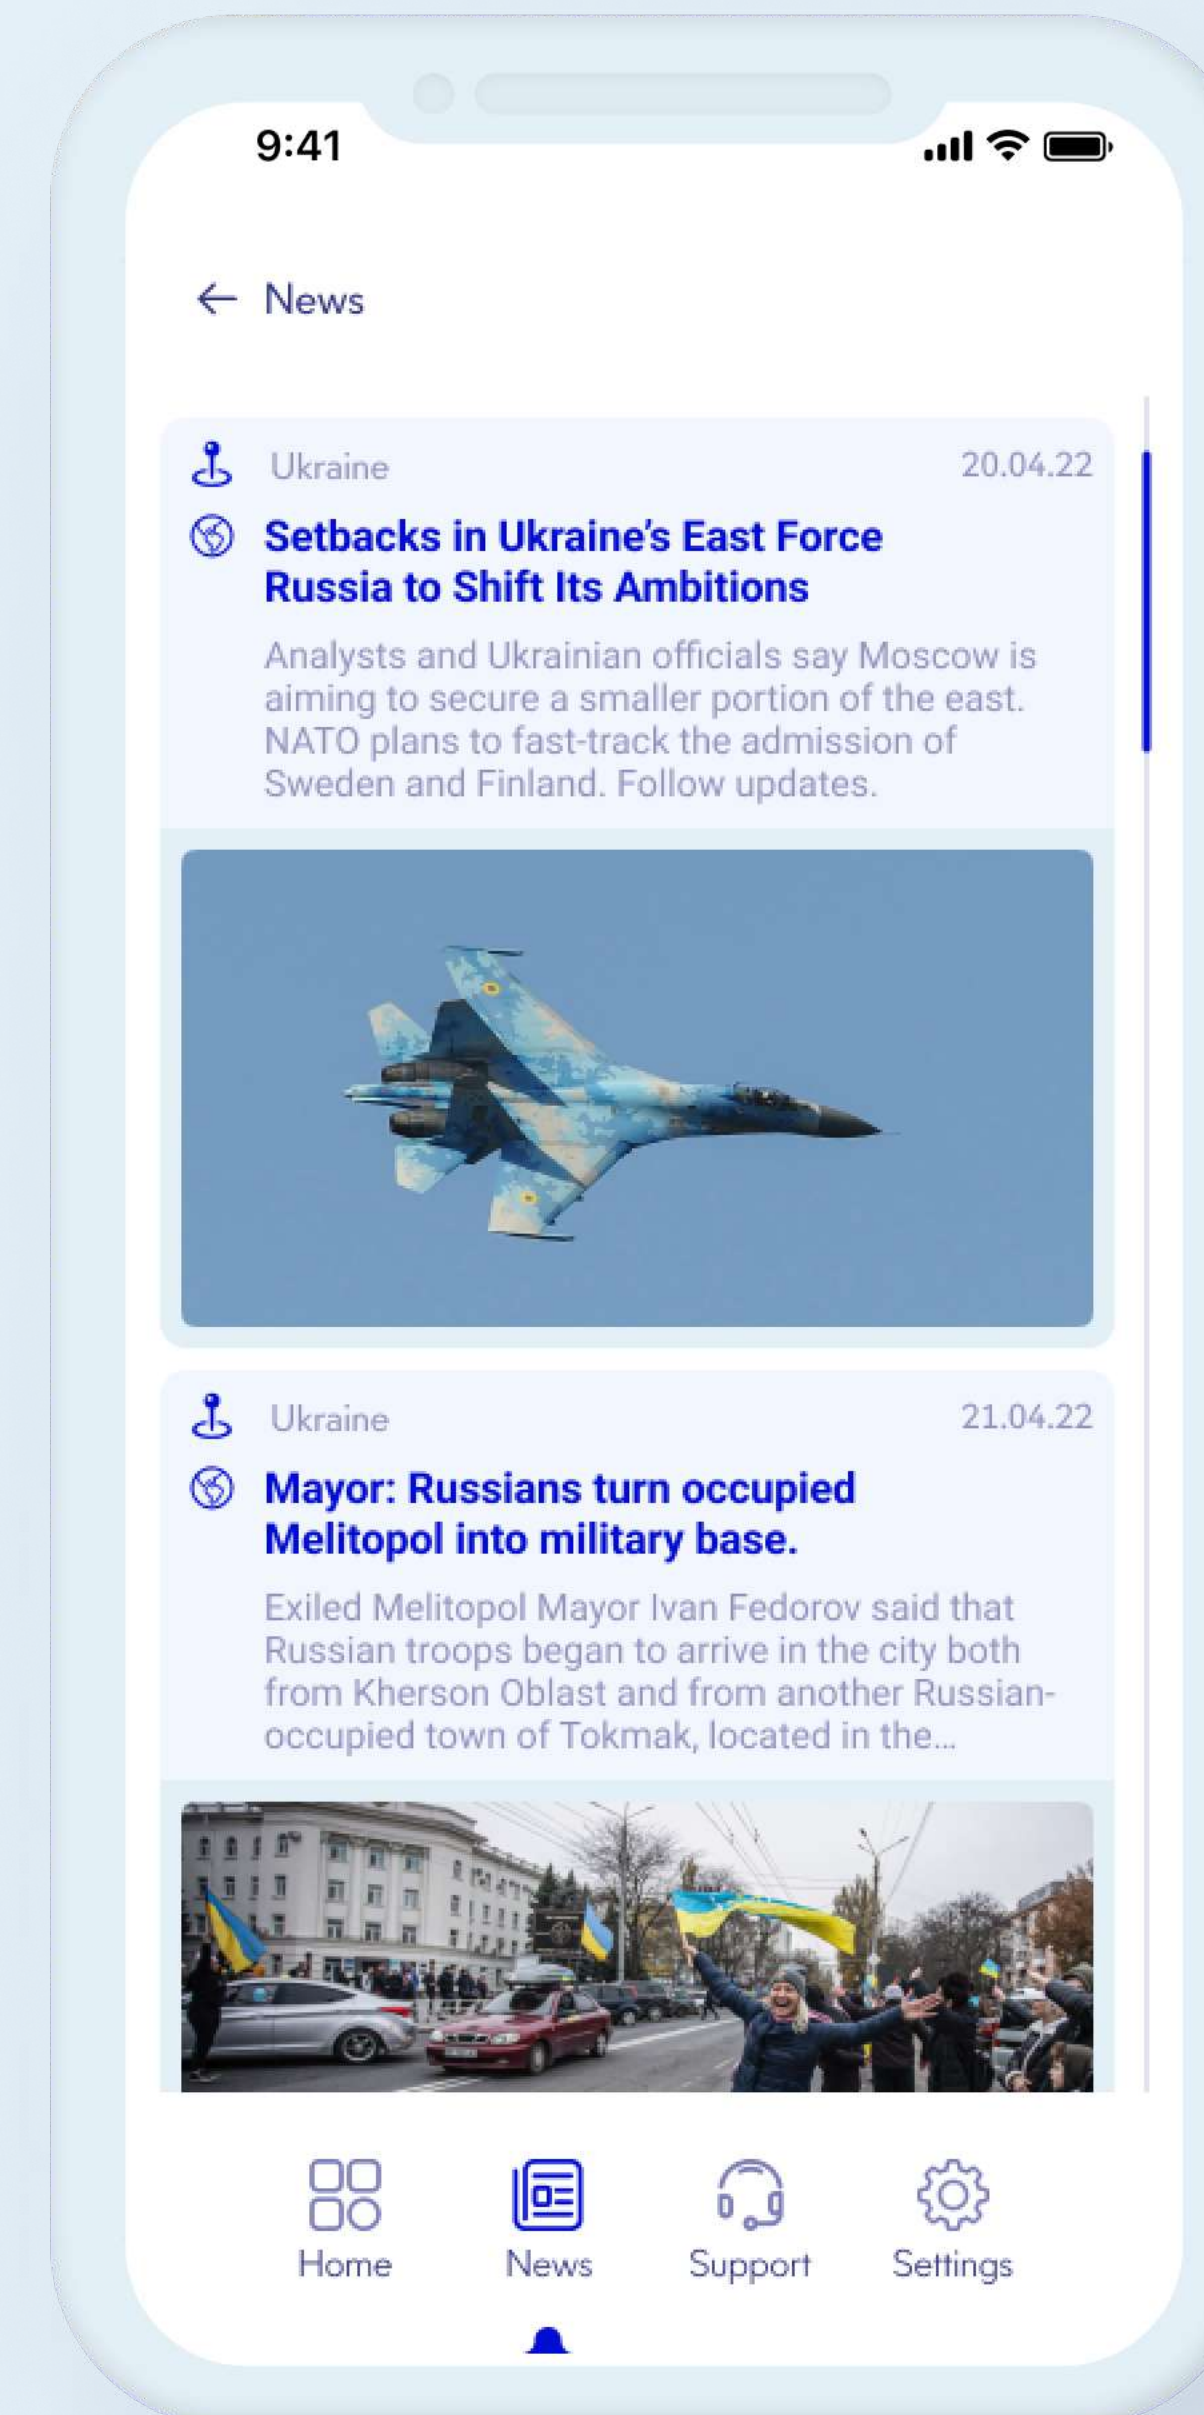 9:41
News
Ukraine
20.04.22
Setbacks in Ukraine’s East Force
Russia to Shift Its Ambitions
Analysts and Ukrainian officials say Moscow is
aiming to secure a smaller portion of the east.
NATO plans to fast-track the admission of
Sweden and Finland. Follow updates.
Ukraine
21.04.22
Mayor: Russians turn occupied
Melitopol into military base.
Exiled Melitopol Mayor Ivan Fedorov said that
Russian troops began to arrive in the city both
from Kherson Oblast and from another Russian-
occupied town of Tokmak, located in the...
Home
News
Support
Settings